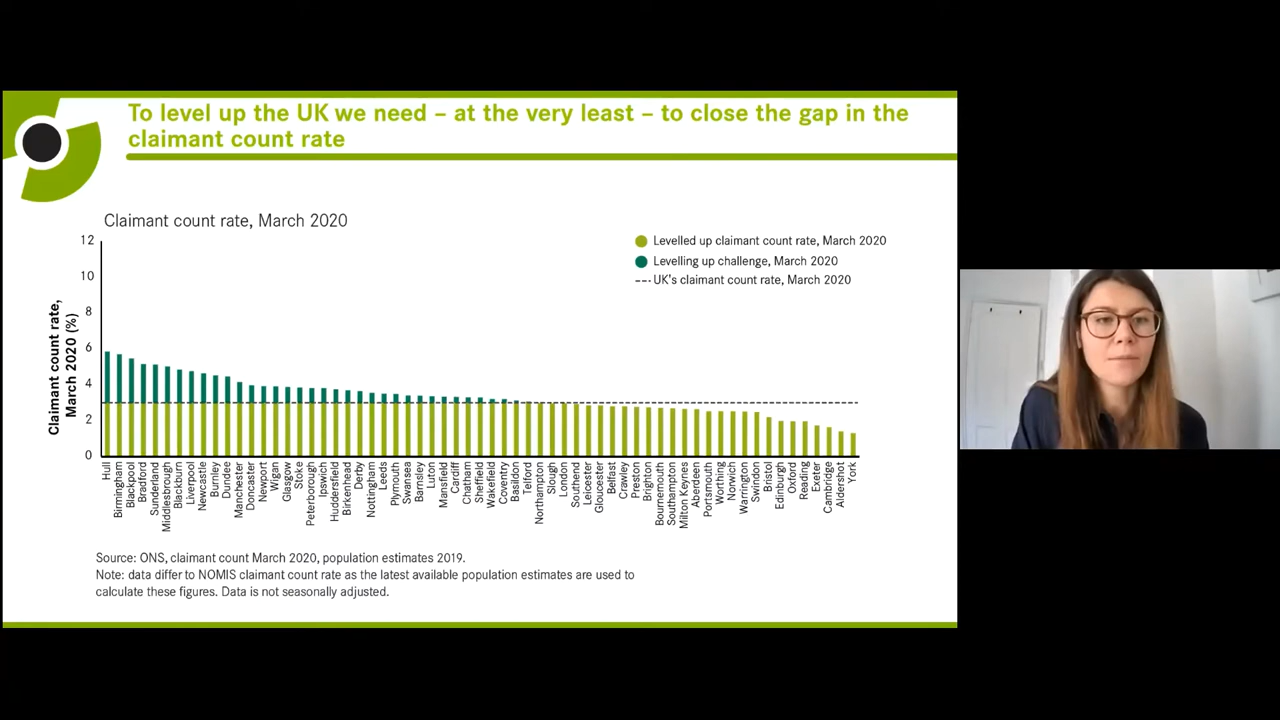 To level up the UK we need – at the very least – to close the gap in the
claimant count rate
Claimant count rate, March 2020
Levelled up claimant count rate, March 2020
Levelling up challenge, March 2020
UK's claimant count rate, March 2020
Claimant count rate,
March 2020 (%)
12
10
8
6
4
2
0
Hull
Birmingham
Blackpool
Bradford
Sunderland
Middlesbrough
Blackburn
Liverpool
Newcastle
Burnley
Dundee
Manchester
Doncaster
Newport
Wigan
Glasgow
Stoke
Peterborough
Ipswich
Huddersfield
Birkenhead
Derby
Nottingham
Leeds
Plymouth
Swansea
Barnsley
Luton
Mansfield
Cardiff
Chatham
Sheffield
Wakefield
Coventry
Basildon
Telford
Northampton
Slough
London
Southend
Leicester
Gloucester
Belfast
Crawley
Preston
Brighton
Bournemouth
Southampton
Milton Keynes
Aberdeen
Portsmouth
Worthing
Norwich
Warrington
Swindon
Bristol
Edinburgh
Oxford
Reading
Exeter
Cambridge
Aldershot
York
Source: ONS, claimant count March 2020, population estimates 2019.
Note: data differ to NOMIS claimant count rate as the latest available population estimates are used to
calculate these figures. Data is not seasonally adjusted.